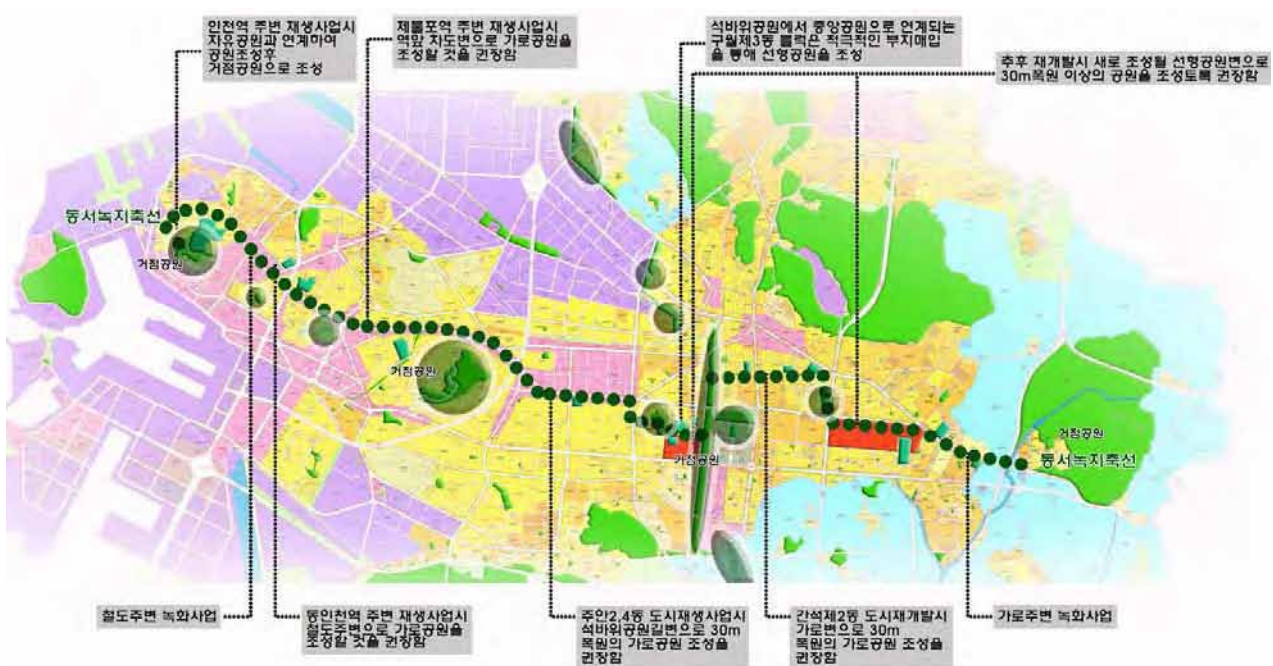 인천역 주변 재생사업시
자유공원과 연계하여
공원조성후
거점공원으로 조성
제물포역 주변 재생사업시
역앞 차도변으로 가로공원을
조성할 것을 권장함
석바위공원에서 중앙공원으로 연계되는
구월제3동 블럭은 적극적인 부지매입
을 통해 선형공원을 조성
추후 재개발시 새로 조성될 선형공원변으로
30m폭원 이상의 공원을 조성토록 권장함
동서녹지축선
거점공원
거점공원
거점공원
거점공원
동서녹지축선
철도주변 녹화사업
동인천역 주변 재생사업시
철도주변으로 가로공원을
조성할 것을 권장함
주안2,4동 도시재생사업시
석바위공원길변으로 30m
폭원의 가로공원 조성을
권장함
간석제2동 도시재개발시
가로변으로 30m
폭원의 가로공원 조성을
권장함
가로주변 녹화사업